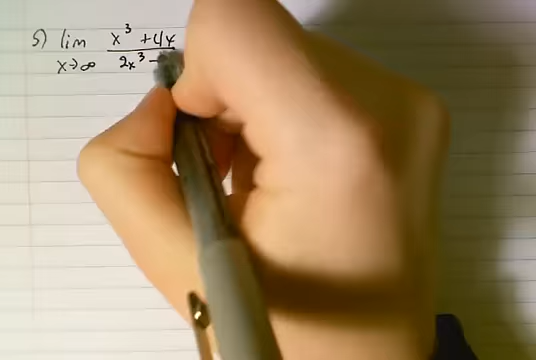 5) lim x³ + 4x
x→∞ 2x³ -